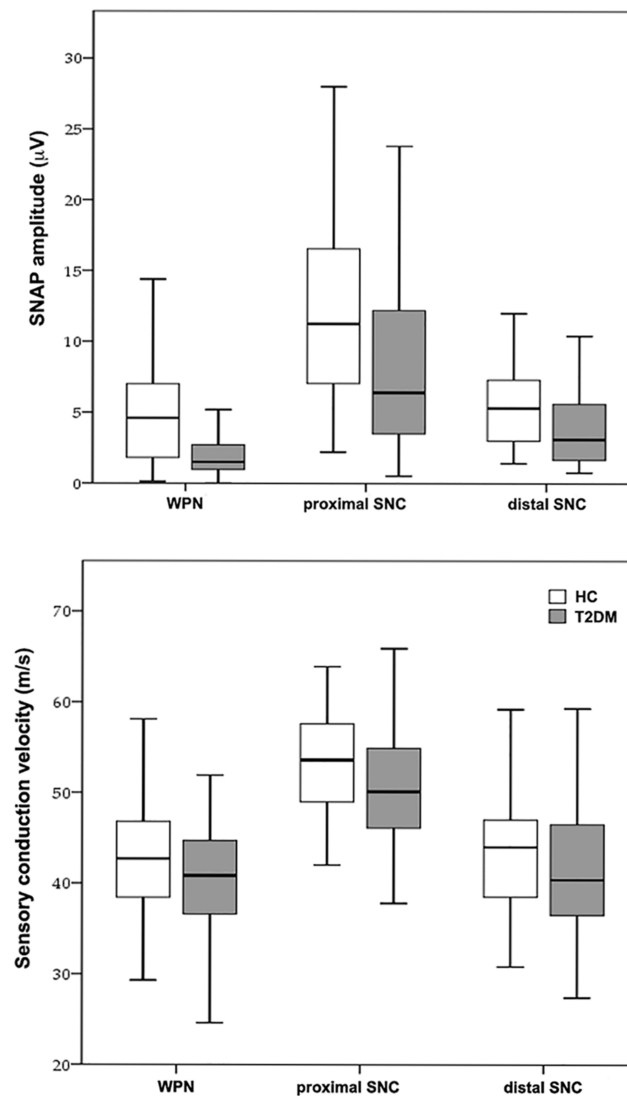 SNAP amplitude (μV)
30
25
20
15
10
5
0
WPN proximal SNC distal SNC
Sensory conduction velocity (m/s)
70
60
50
40
30
20
HC
T2DM
WPN proximal SNC distal SNC